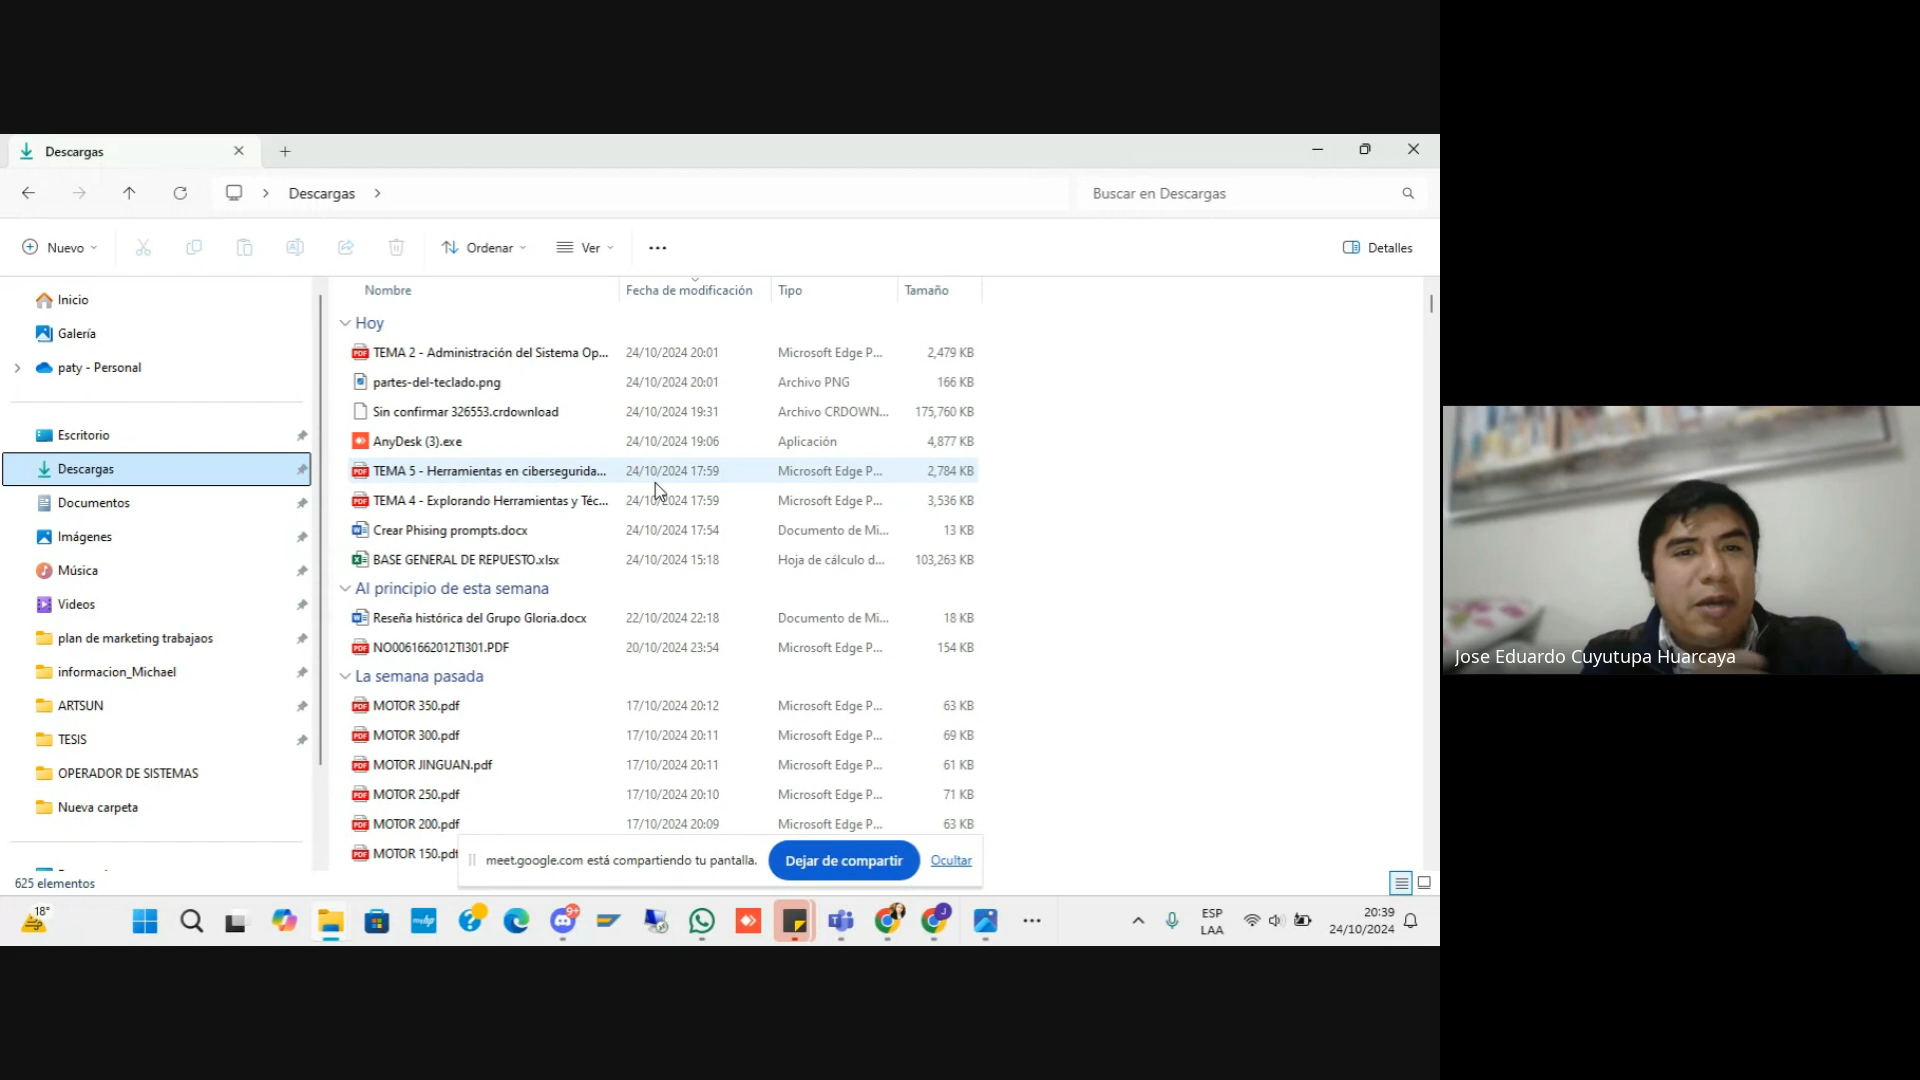 Descargas
Descargas
Buscar en Descargas
Nuevo
Ordenar
Ver
Detalles
Inicio
Galería
paty - Personal
Escritorio
Descargas
Documentos
Imágenes
Música
Videos
plan de marketing trabajaos
informacion_Michael
ARTSUN
TESIS
OPERADOR DE SISTEMAS
Nueva carpeta
Nombre Fecha de modificación Tipo Tamaño
Hoy
TEMA 2 - Administración del Sistema Op... 24/10/2024 20:01 Microsoft Edge P... 2,479 KB
partes-del-teclado.png 24/10/2024 20:01 Archivo PNG 166 KB
Sin confirmar 326553.crdownload 24/10/2024 19:31 Archivo CRDOWN... 175,760 KB
AnyDesk (3).exe 24/10/2024 19:06 Aplicación 4,877 KB
TEMA 5 - Herramientas en cibersegurida... 24/10/2024 17:59 Microsoft Edge P... 2,784 KB
TEMA 4 - Explorando Herramientas y Téc... 24/10/2024 17:59 Microsoft Edge P... 3,536 KB
Crear Phising prompts.docx 24/10/2024 17:54 Documento de Mi... 13 KB
BASE GENERAL DE REPUESTO.xlsx 24/10/2024 15:18 Hoja de cálculo d... 103,263 KB
Al principio de esta semana
Reseña histórica del Grupo Gloria.docx 22/10/2024 22:18 Documento de Mi... 18 KB
NO0061662012TI301.PDF 20/10/2024 23:54 Microsoft Edge P... 154 KB
La semana pasada
MOTOR 350.pdf 17/10/2024 20:12 Microsoft Edge P... 63 KB
MOTOR 300.pdf 17/10/2024 20:11 Microsoft Edge P... 69 KB
MOTOR JINGUAN.pdf 17/10/2024 20:11 Microsoft Edge P... 61 KB
MOTOR 250.pdf 17/10/2024 20:10 Microsoft Edge P... 71 KB
MOTOR 200.pdf 17/10/2024 20:09 Microsoft Edge P... 63 KB
MOTOR 150.pdf
meet.google.com está compartiendo tu pantalla. Dejar de compartir Ocultar
625 elementos
18°
9+
ESP
LAA
20:39
24/10/2024
Jose Eduardo Cuyutupa Huarcaya